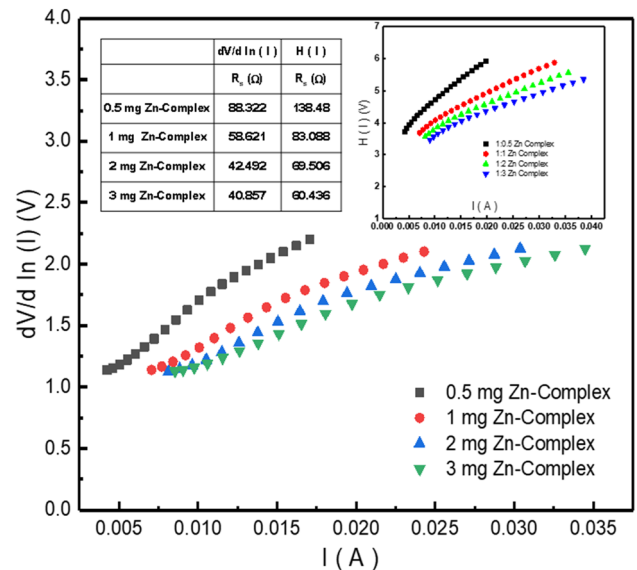 dV/d ln (I) (V)
4.0
3.5
3.0
2.5
2.0
1.5
1.0
0.5
0.0
dV/d ln ( I ) H ( I )
Rs (Ω) Rs (Ω)
0.5 mg Zn-Complex 88.322 138.48
1 mg Zn-Complex 58.621 83.088
2 mg Zn-Complex 42.492 69.506
3 mg Zn-Complex 40.857 60.436
H ( I ) (V)
7
6
5
4
3
2
1
1:0.5 Zn Complex
1:1 Zn Complex
1:2 Zn Complex
1:3 Zn Complex
I ( A )
0.000 0.005 0.010 0.015 0.020 0.025 0.030 0.035 0.040
0.5 mg Zn-Complex
1 mg Zn-Complex
2 mg Zn-Complex
3 mg Zn-Complex
0.005 0.010 0.015 0.020 0.025 0.030 0.035
I ( A )